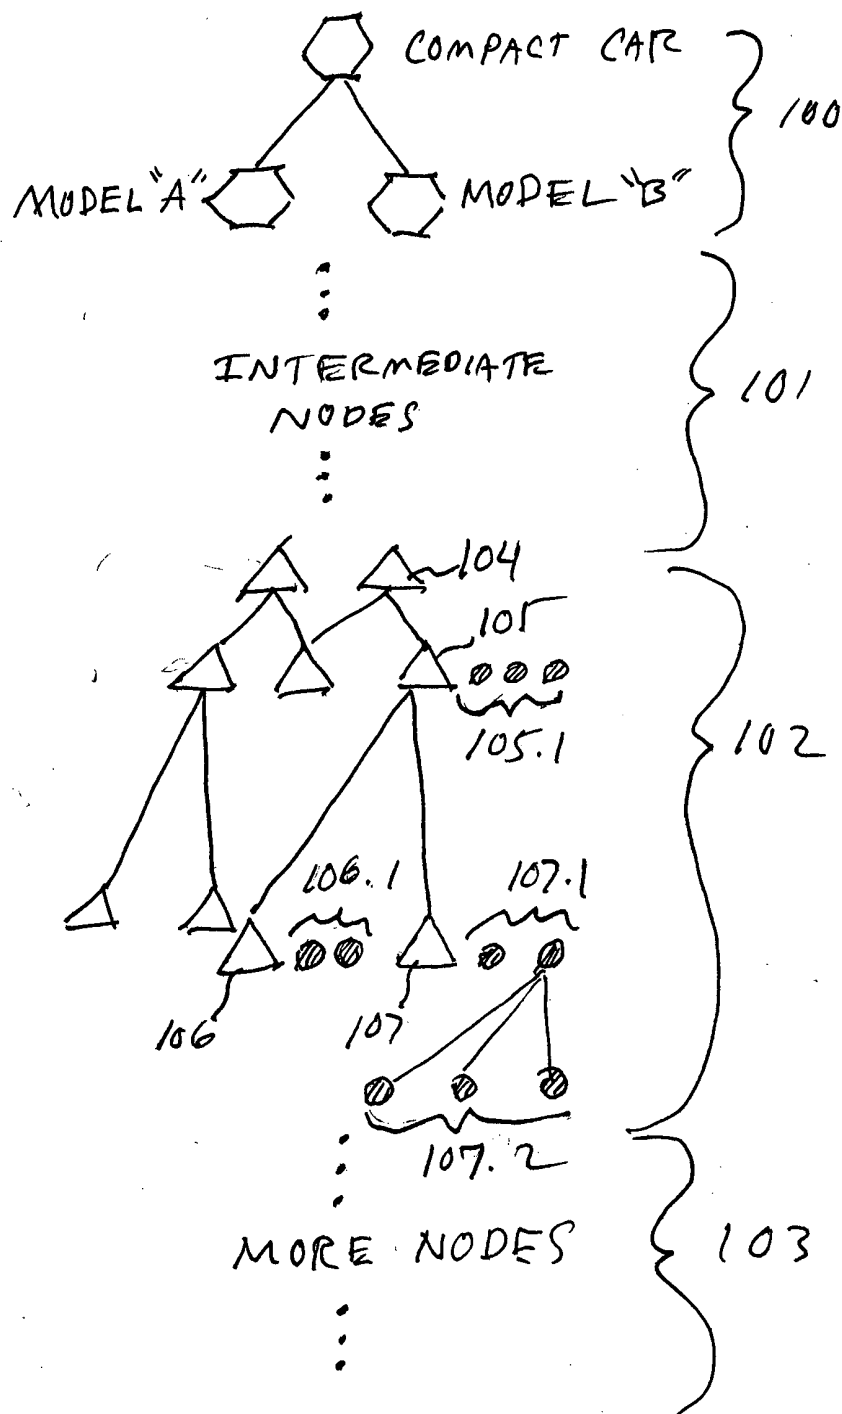 COMPACT CAR
100
MODEL "A"
MODEL "B"
INTERMEDIATE
NODES
101
104
105
105.1
102
106.1
107.1
106
107
107.2
MORE NODES
103